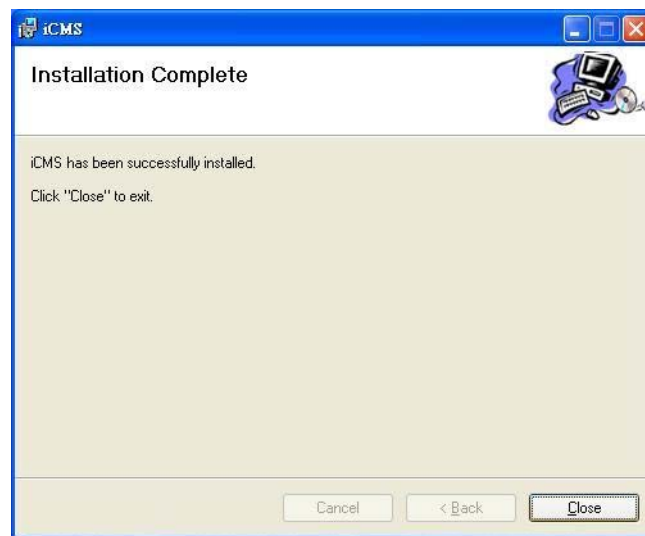 iCMS
Installation Complete
iCMS has been successfully installed.
Click "Close" to exit.
Cancel
< Back
Close